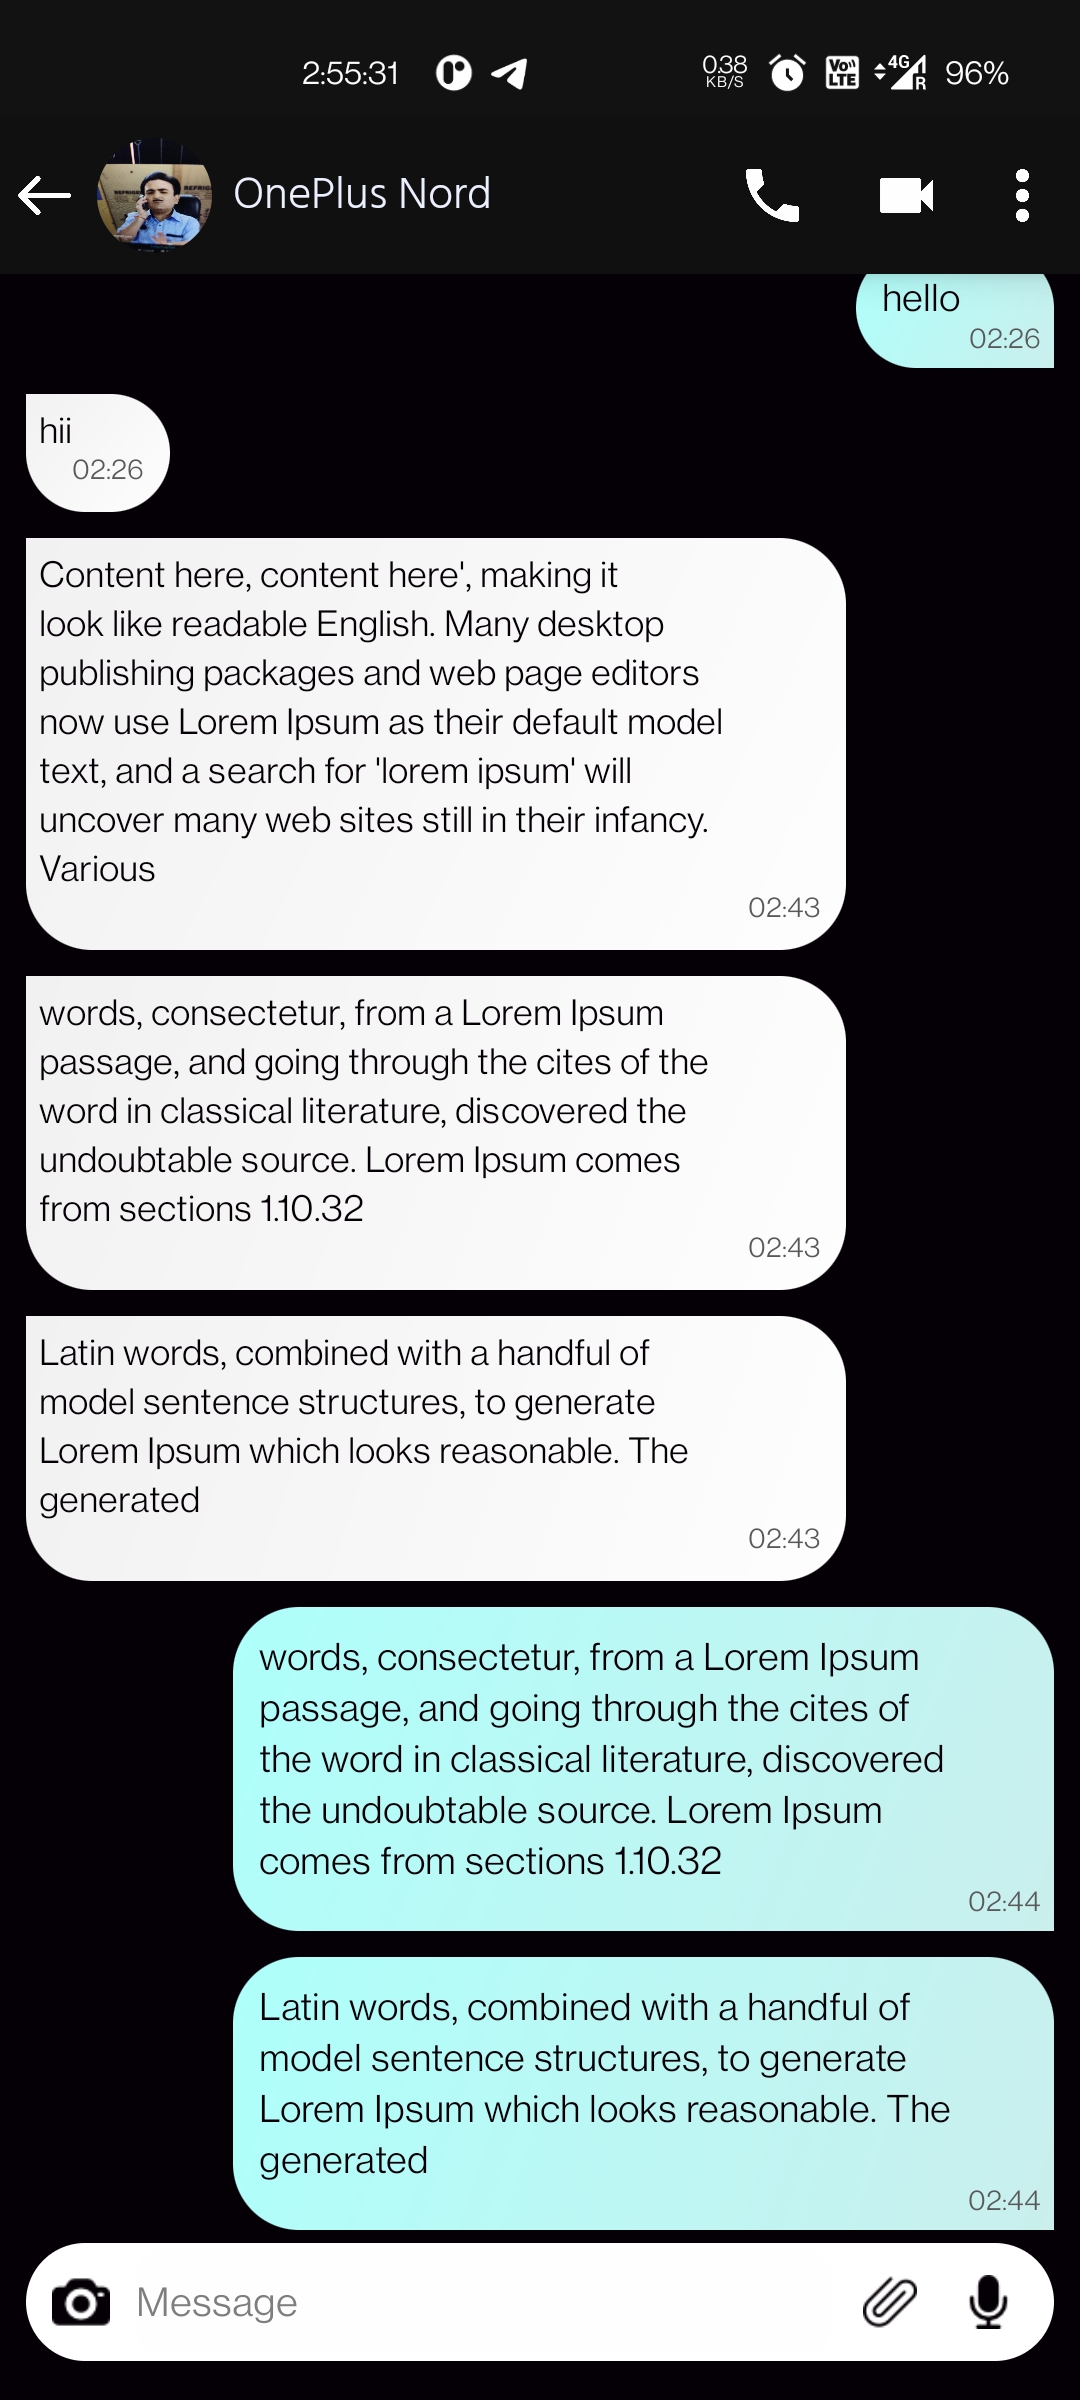 2:55:31 0.38 KB/S Vo)) LTE 4G R 96%
OnePlus Nord
hello
02:26
hii
02:26
Content here, content here', making it
look like readable English. Many desktop
publishing packages and web page editors
now use Lorem Ipsum as their default model
text, and a search for 'lorem ipsum' will
uncover many web sites still in their infancy.
Various
02:43
words, consectetur, from a Lorem Ipsum
passage, and going through the cites of the
word in classical literature, discovered the
undoubtable source. Lorem Ipsum comes
from sections 1.10.32
02:43
Latin words, combined with a handful of
model sentence structures, to generate
Lorem Ipsum which looks reasonable. The
generated
02:43
words, consectetur, from a Lorem Ipsum
passage, and going through the cites of
the word in classical literature, discovered
the undoubtable source. Lorem Ipsum
comes from sections 1.10.32
02:44
Latin words, combined with a handful of
model sentence structures, to generate
Lorem Ipsum which looks reasonable. The
generated
02:44
Message